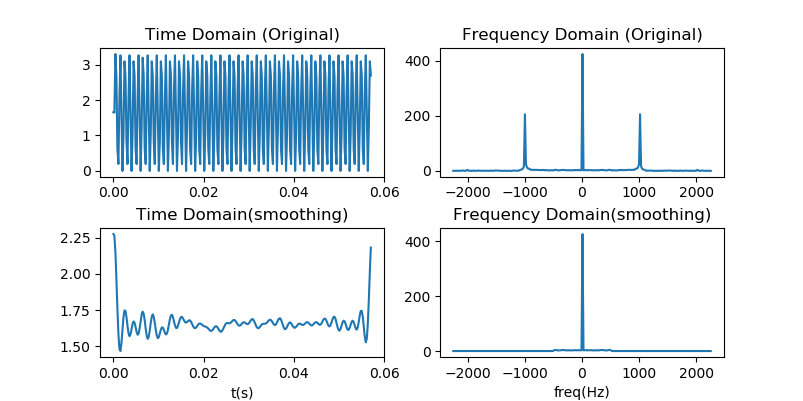 Time Domain (Original)
3
2
1
0
0.00 0.02 0.04 0.06
Frequency Domain (Original)
400
200
0
−2000 −1000 0 1000 2000
Time Domain(smoothing)
2.25
2.00
1.75
1.50
0.00 0.02 0.04 0.06
t(s)
Frequency Domain(smoothing)
400
200
0
−2000 −1000 0 1000 2000
freq(Hz)